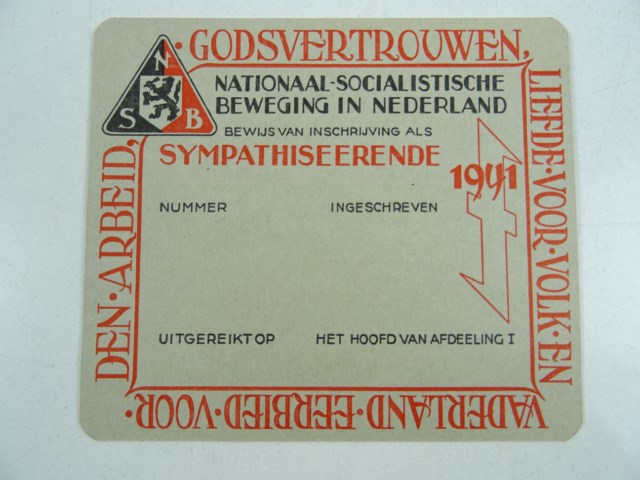 · GODSVERTROUWEN,
LIEFDE · VOOR · VOLK · EN
VADERLAND · EERBIED · VOOR ·
DEN · ARBEID,
N
S B
NATIONAAL-SOCIALISTISCHE
BEWEGING IN NEDERLAND
BEWIJS VAN INSCHRIJVING ALS
SYMPATHISEERENDE
1941
NUMMER INGESCHREVEN
UITGEREIKT OP HET HOOFD VAN AFDEELING I